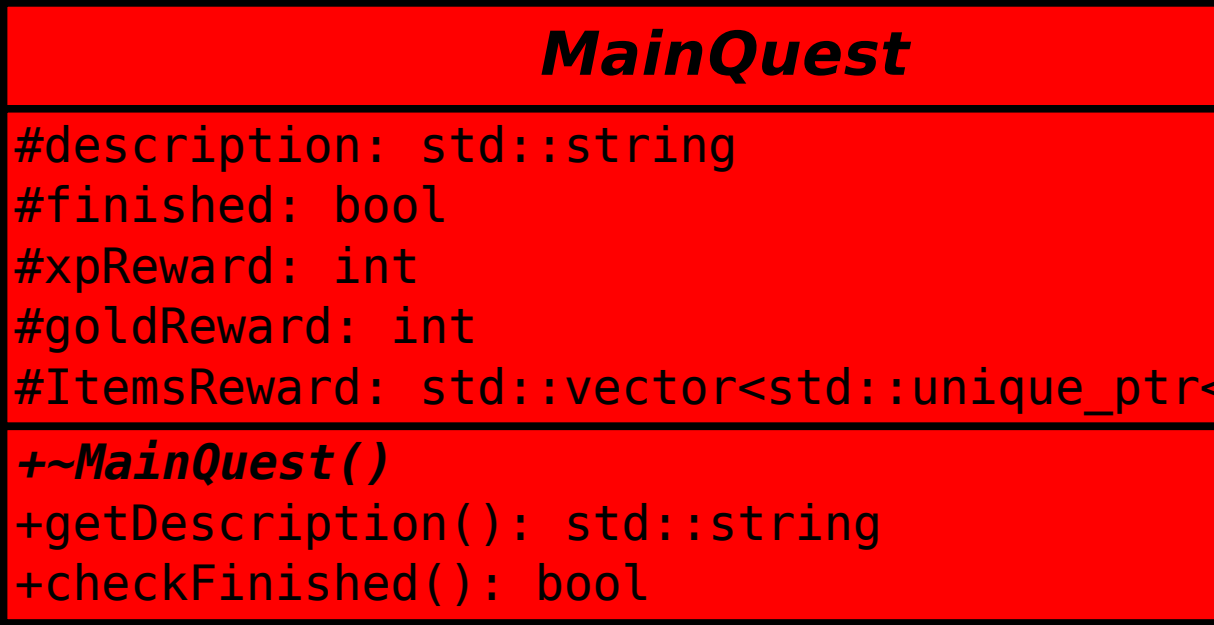 MainQuest
#description: std::string
#finished: bool
#xpReward: int
#goldReward: int
#ItemsReward: std::vector<std::unique_ptr<
+~MainQuest()
+getDescription(): std::string
+checkFinished(): bool